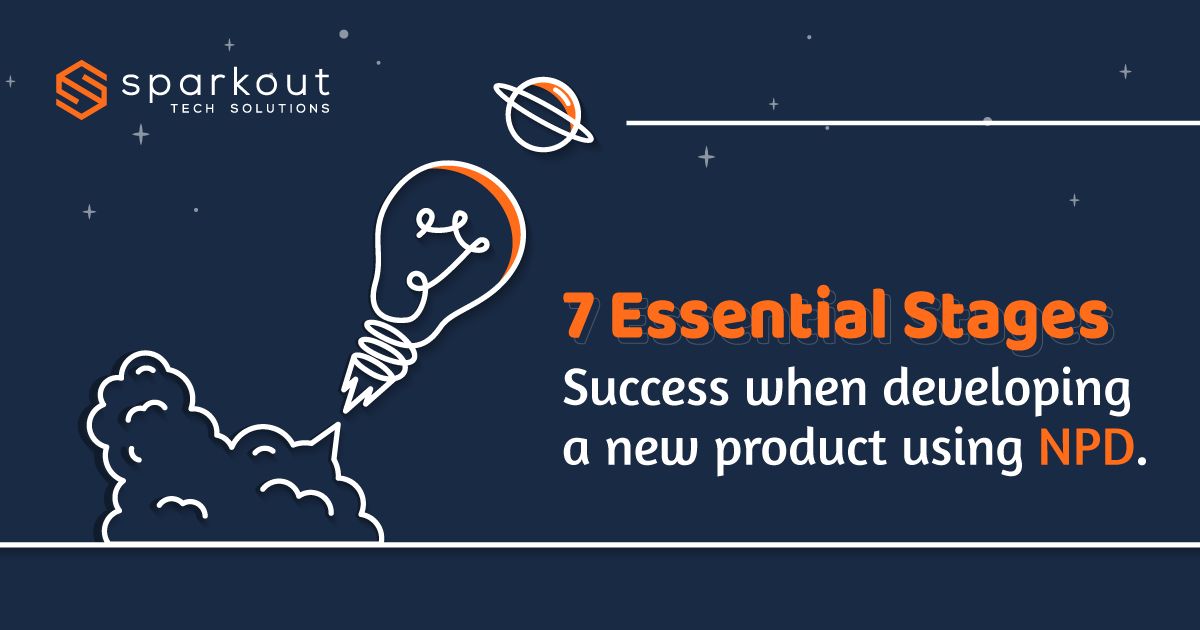 sparkout
TECH SOLUTIONS
7 Essential Stages
Success when developing
a new product using NPD.